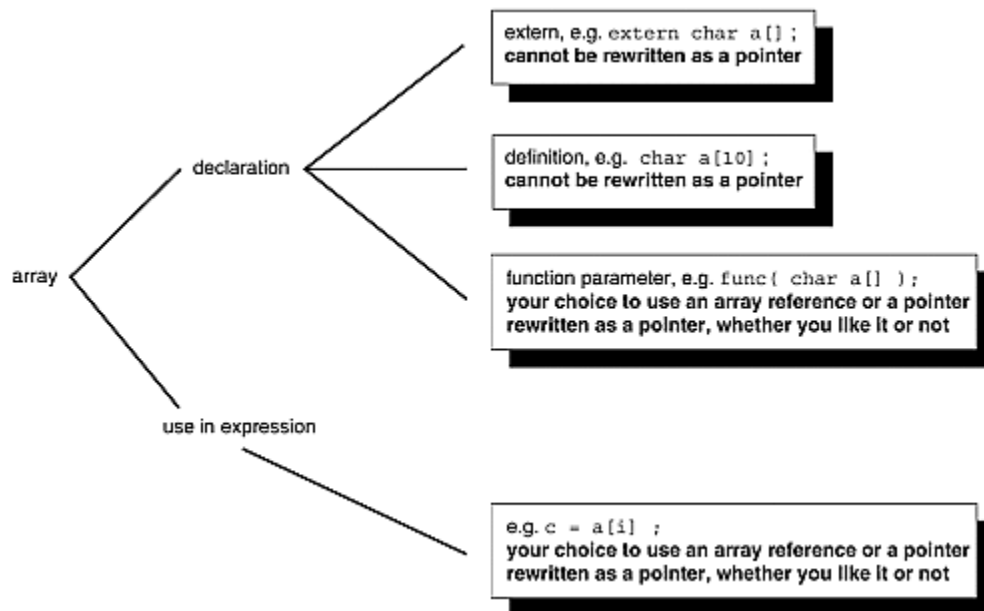 extern, e.g. extern char a[];
cannot be rewritten as a pointer
declaration
definition, e.g. char a[10];
cannot be rewritten as a pointer
array
function parameter, e.g. func( char a[] );
your choice to use an array reference or a pointer
rewritten as a pointer, whether you like it or not
use in expression
e.g. c = a[i] ;
your choice to use an array reference or a pointer
rewritten as a pointer, whether you like it or not